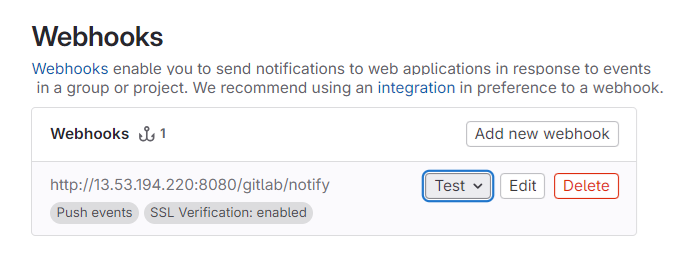 Webhooks
Webhooks enable you to send notifications to web applications in response to events
in a group or project. We recommend using an integration in preference to a webhook.
Webhooks 1 Add new webhook
http://13.53.194.220:8080/gitlab/notify Test Edit Delete
Push events SSL Verification: enabled